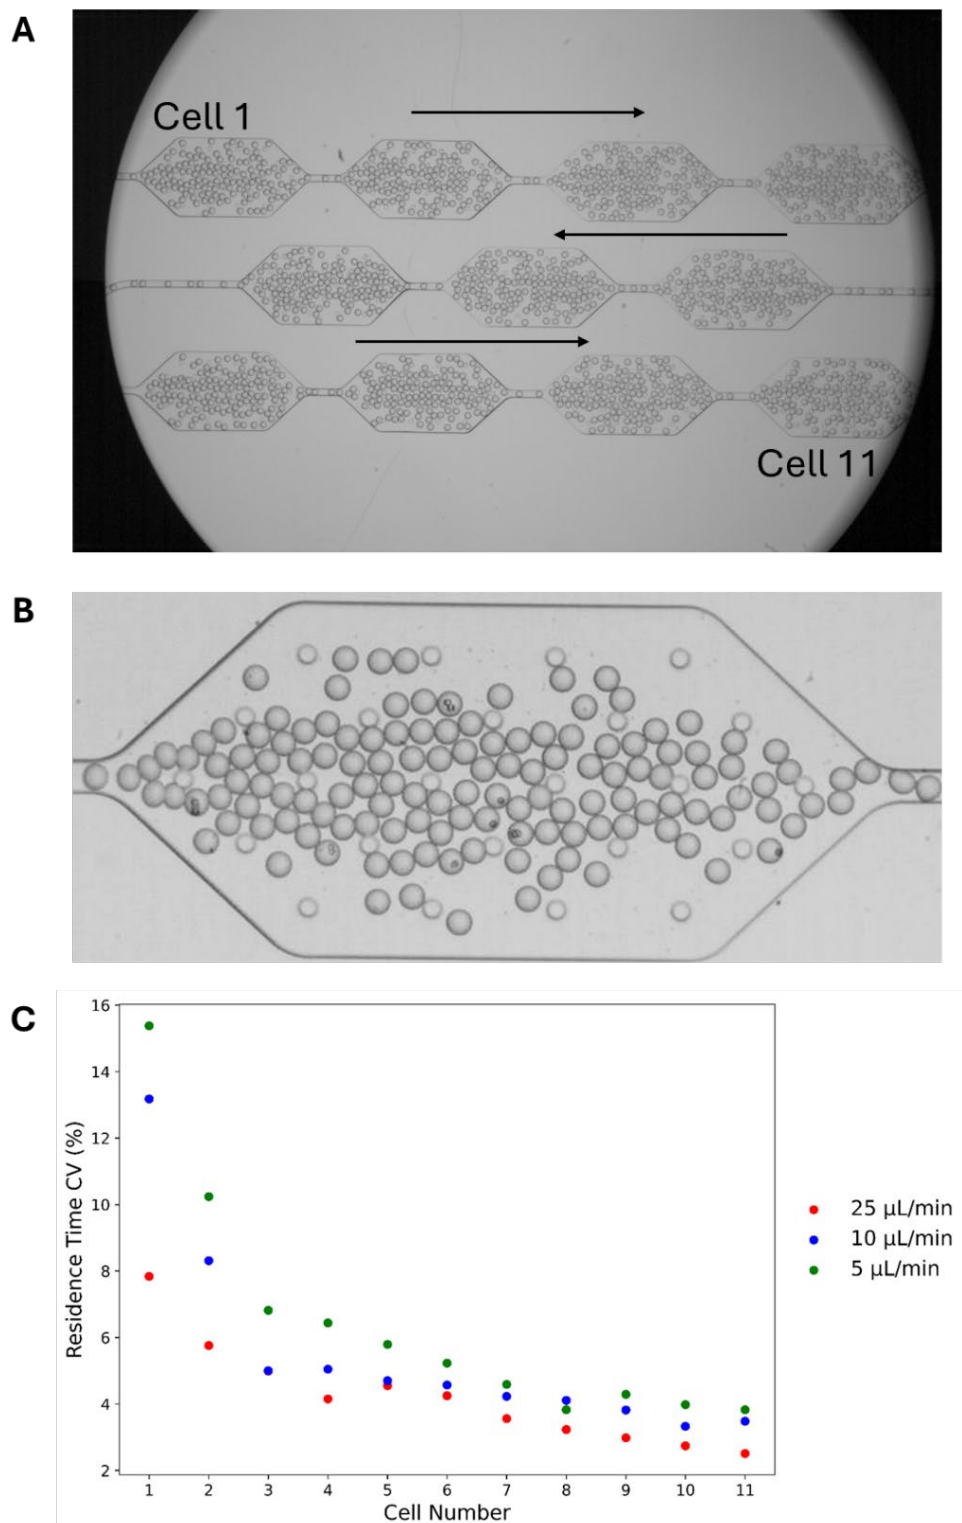 A
Cell 1
Cell 11
B
C
16
14
12
10
8
6
4
2
Residence Time CV (%)
1 2 3 4 5 6 7 8 9 10 11
Cell Number
25 μL/min
10 μL/min
5 μL/min